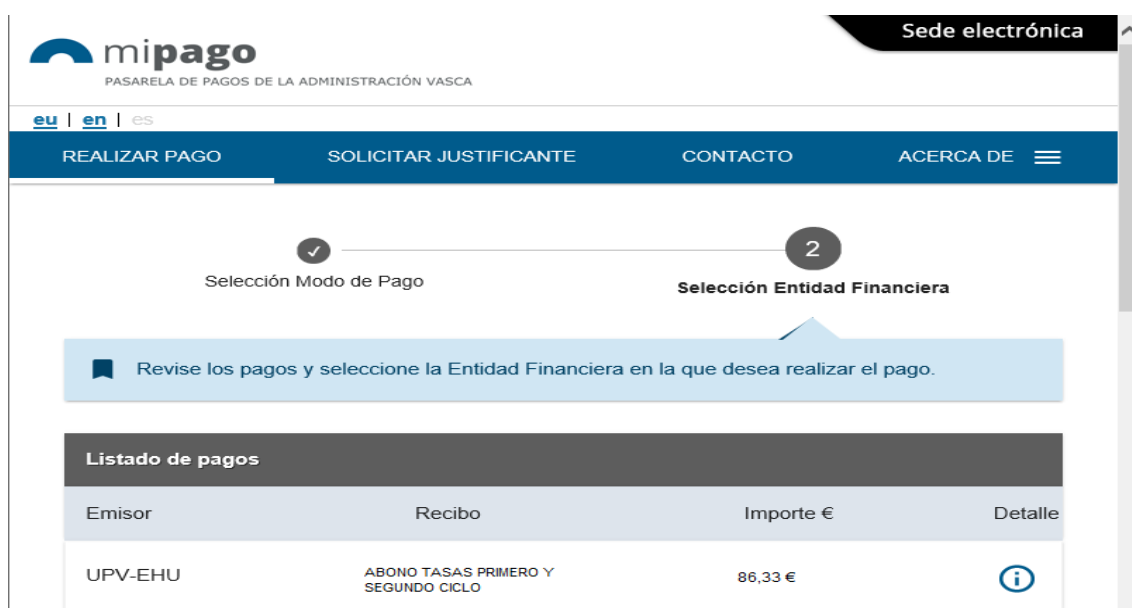 Sede electrónica
mipago
PASARELA DE PAGOS DE LA ADMINISTRACIÓN VASCA
eu | en | es
REALIZAR PAGO SOLICITAR JUSTIFICANTE CONTACTO ACERCA DE
2
Selección Modo de Pago Selección Entidad Financiera
Revise los pagos y seleccione la Entidad Financiera en la que desea realizar el pago.
Listado de pagos
Emisor Recibo Importe € Detalle
UPV-EHU ABONO TASAS PRIMERO Y SEGUNDO CICLO 86,33 €